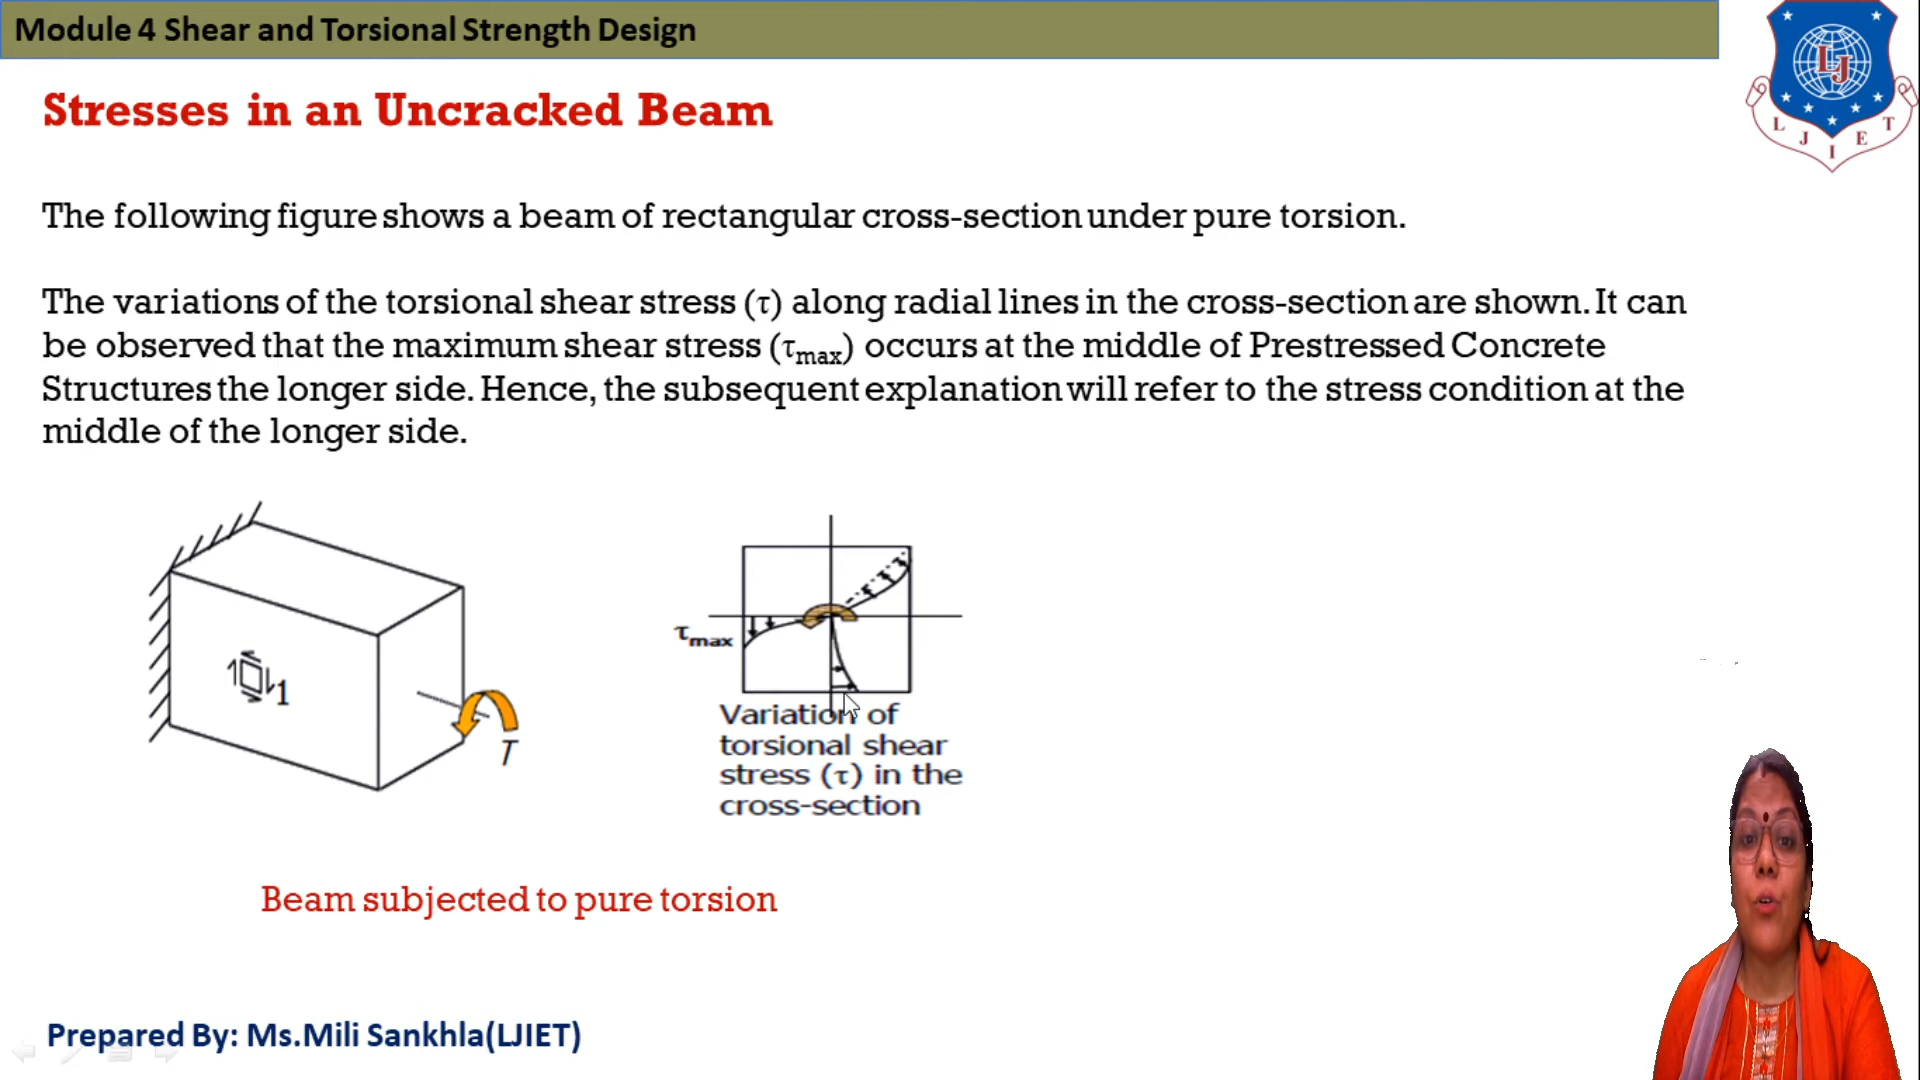 Module 4 Shear and Torsional Strength Design
Stresses in an Uncracked Beam
The following figure shows a beam of rectangular cross-section under pure torsion.
The variations of the torsional shear stress (τ) along radial lines in the cross-section are shown. It can
be observed that the maximum shear stress (τmax) occurs at the middle of Prestressed Concrete
Structures the longer side. Hence, the subsequent explanation will refer to the stress condition at the
middle of the longer side.
1
T
τmax
Variation of
torsional shear
stress (τ) in the
cross-section
Beam subjected to pure torsion
Prepared By: Ms.Mili Sankhla(LJIET)
LJ
L J I E T